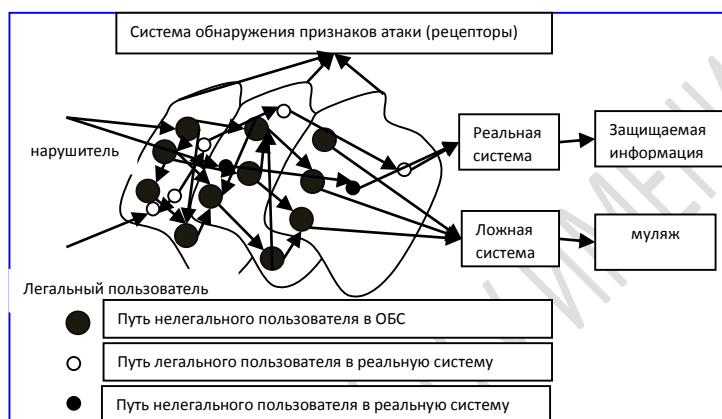 Система обнаружения признаков атаки (рецепторы)
нарушитель
Реальная
система
Защищаемая
информация
Ложная
система
муляж
Легальный пользователь
Путь нелегального пользователя в ОБС
Путь легального пользователя в реальную систему
Путь нелегального пользователя в реальную систему